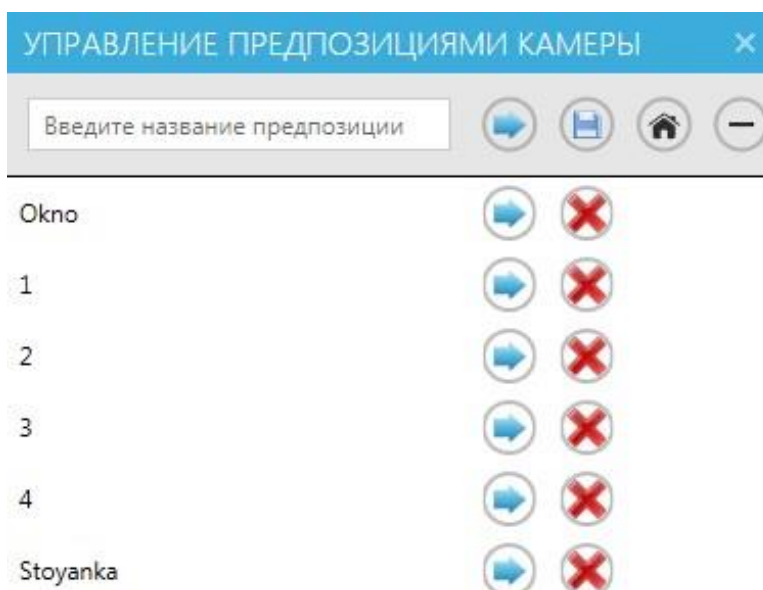 УПРАВЛЕНИЕ ПРЕДПОЗИЦИЯМИ КАМЕРЫ
Введите название предпозиции
Okno
1
2
3
4
Stoyanka